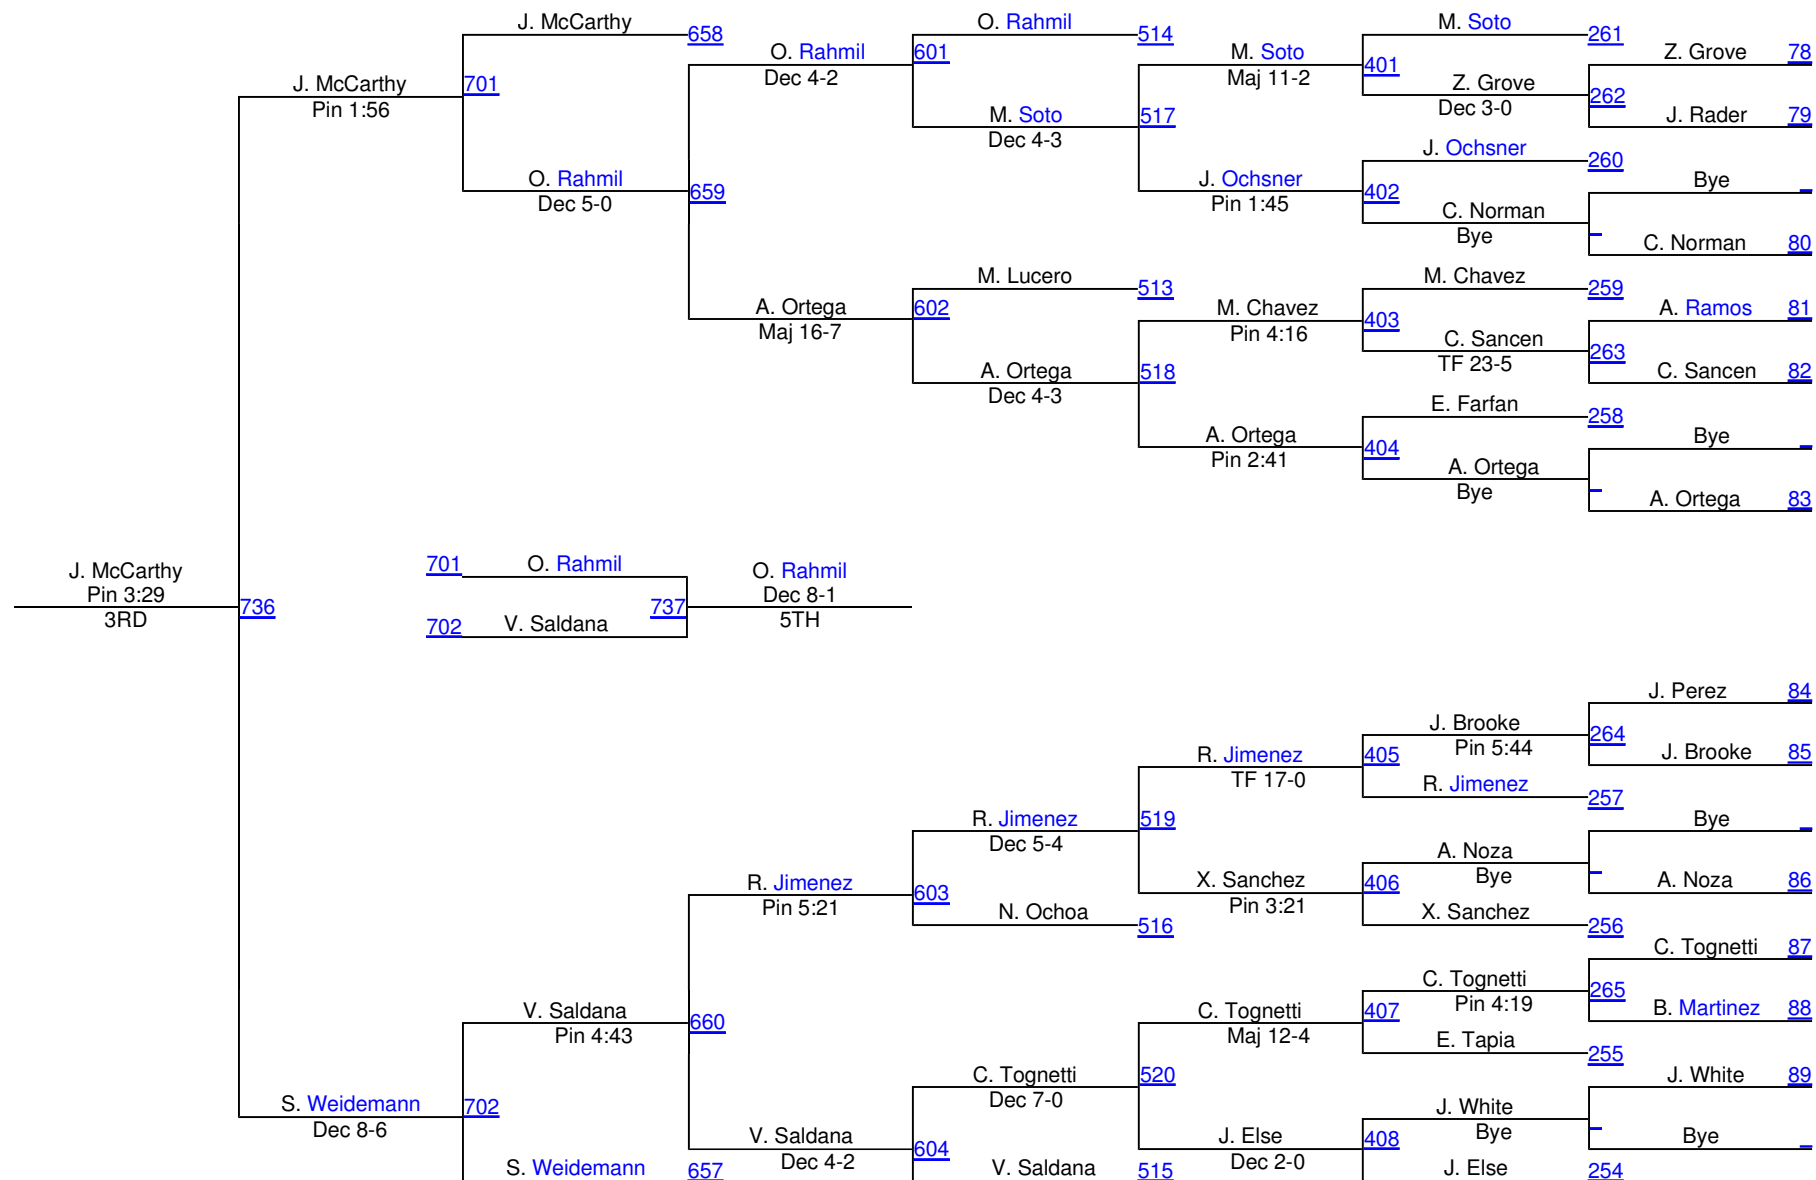 J. McCarthy
658
O. Rahmil
514
M. Soto
261
Z. Grove 78
O. Rahmil
601
Dec 4-2
M. Soto
401
Maj 11-2
Z. Grove
262
Dec 3-0
J. McCarthy
701
Pin 1:56
M. Soto
517
Dec 4-3
J. Rader 79
J. Ochsner
260
Bye
O. Rahmil
659
Dec 5-0
J. Ochsner
402
Pin 1:45
C. Norman
Bye
C. Norman 80
M. Lucero
513
M. Chavez
259
A. Ortega
602
Maj 16-7
M. Chavez
403
Pin 4:16
A. Ramos 81
C. Sancen
263
TF 23-5
A. Ortega
518
Dec 4-3
C. Sancen 82
E. Farfan
258
A. Ortega
404
Pin 2:41
Bye
A. Ortega
Bye
A. Ortega 83
J. McCarthy
Pin 3:29
736
3RD
701 O. Rahmil
737
702 V. Saldana
O. Rahmil
Dec 8-1
5TH
J. Perez 84
J. Brooke
264
Pin 5:44
R. Jimenez
405
TF 17-0
J. Brooke 85
R. Jimenez
257
R. Jimenez
519
Dec 5-4
Bye
A. Noza
Bye
R. Jimenez
603
Pin 5:21
X. Sanchez
406
Pin 3:21
A. Noza 86
N. Ochoa
516
X. Sanchez
256
C. Tognetti 87
C. Tognetti
265
Pin 4:19
V. Saldana
660
Pin 4:43
C. Tognetti
407
Maj 12-4
B. Martinez 88
E. Tapia
255
C. Tognetti
520
Dec 7-0
J. White 89
S. Weidemann
702
Dec 8-6
J. White
Bye
V. Saldana
604
Dec 4-2
J. Else
408
Dec 2-0
Bye
S. Weidemann 657
V. Saldana 515
J. Else 254